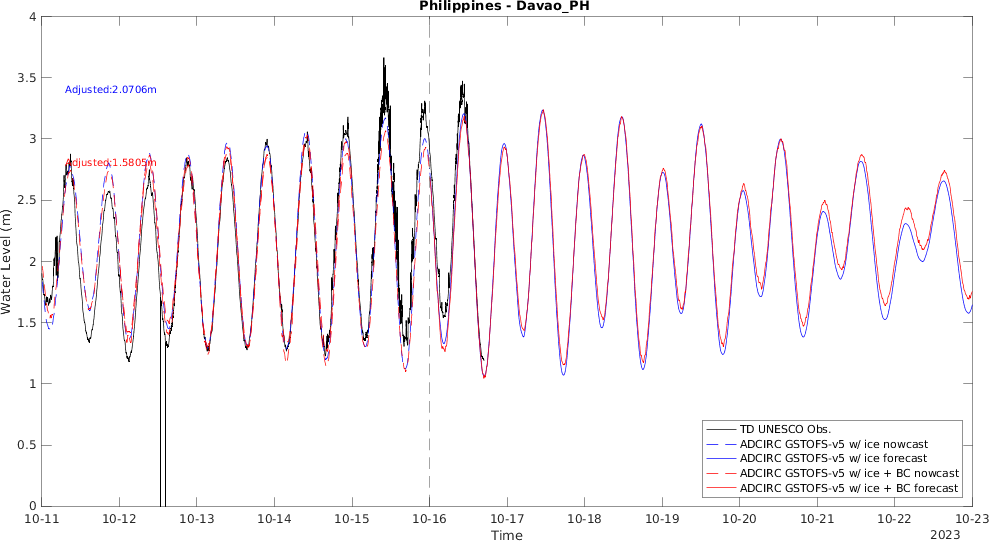 Philippines - Davao_PH
4
3.5
3
2.5
2
1.5
1
0.5
0
Water Level (m)
Adjusted:2.0706m
Adjusted:1.5805m
TD UNESCO Obs.
ADCIRC GSTOFS-v5 w/ ice nowcast
ADCIRC GSTOFS-v5 w/ ice forecast
ADCIRC GSTOFS-v5 w/ ice + BC nowcast
ADCIRC GSTOFS-v5 w/ ice + BC forecast
10-11 10-12 10-13 10-14 10-15 10-16 10-17 10-18 10-19 10-20 10-21 10-22 10-23
Time
2023